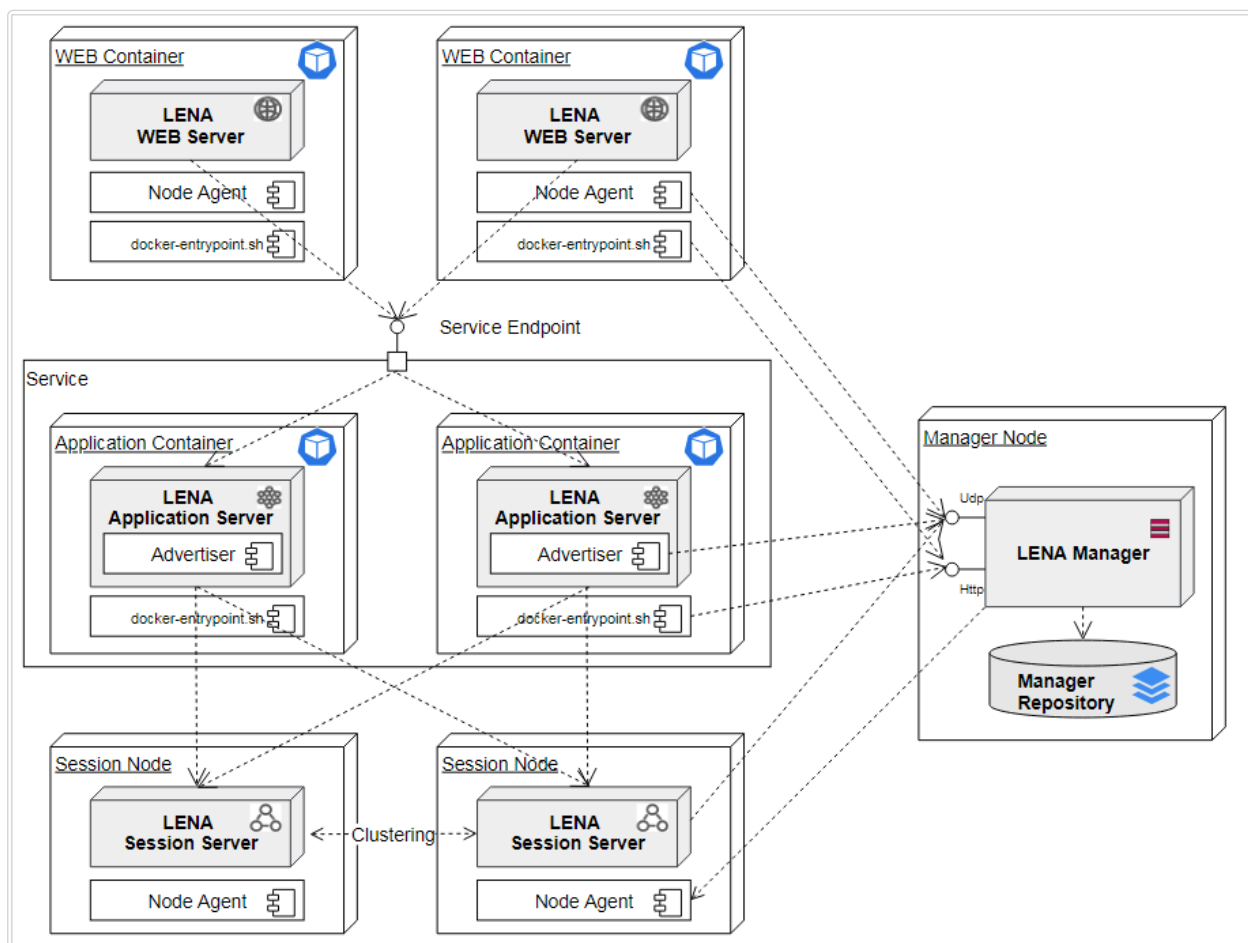 WEB Container
LENA
WEB Server
Node Agent
docker-entrypoint.sh
WEB Container
LENA
WEB Server
Node Agent
docker-entrypoint.sh
Service Endpoint
Service
Application Container
LENA
Application Server
Advertiser
docker-entrypoint.sh
Application Container
LENA
Application Server
Advertiser
docker-entrypoint.sh
Manager Node
Udp
LENA Manager
Http
Manager
Repository
Session Node
LENA
Session Server
Node Agent
Clustering
Session Node
LENA
Session Server
Node Agent